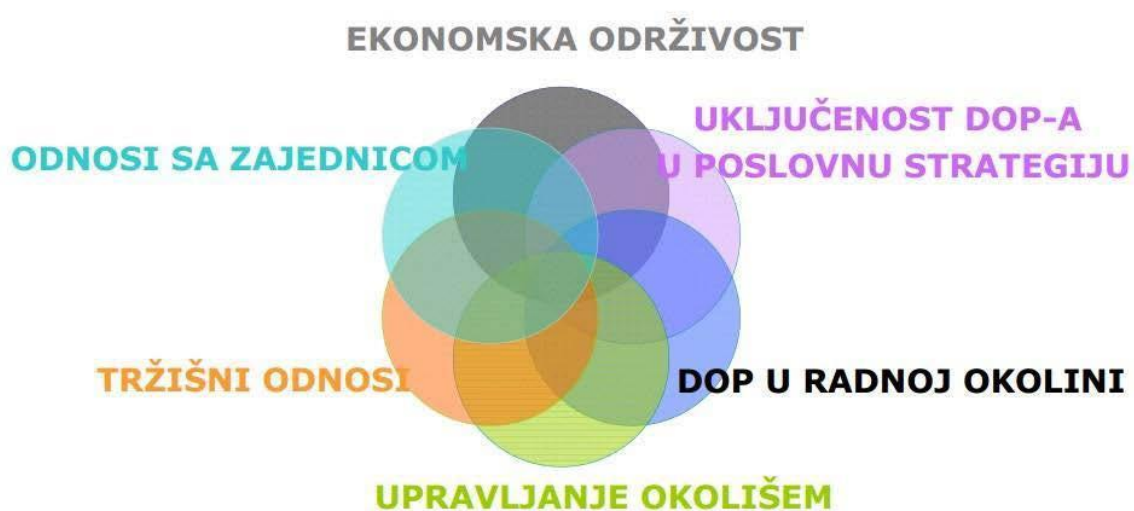 EKONOMSKA ODRŽIVOST
UKLJUČENOST DOP-A
U POSLOVNU STRATEGIJU
ODNOSI SA ZAJEDNICOM
TRŽIŠNI ODNOSI
DOP U RADNOJ OKOLINI
UPRAVLJANJE OKOLIŠEM